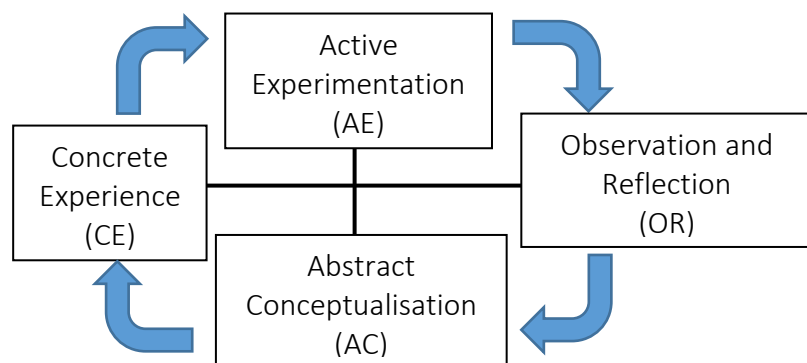 Active
Experimentation
(AE)
Concrete
Experience
(CE)
Observation and
Reflection
(OR)
Abstract
Conceptualisation
(AC)